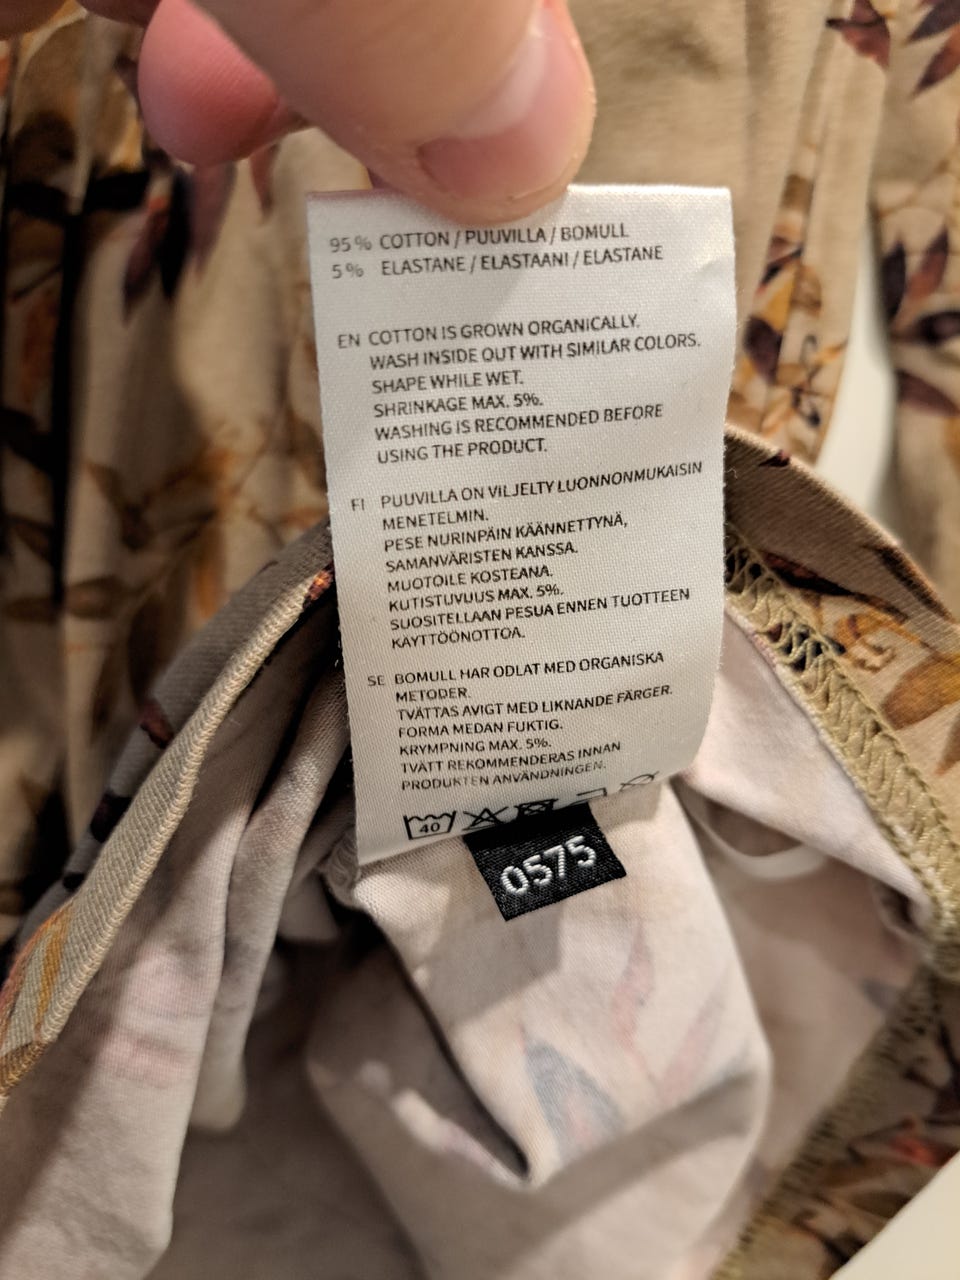 95% COTTON / PUUVILLA / BOMULL
5% ELASTANE / ELASTAANI / ELASTANE
EN COTTON IS GROWN ORGANICALLY.
WASH INSIDE OUT WITH SIMILAR COLORS.
SHAPE WHILE WET.
SHRINKAGE MAX. 5%.
WASHING IS RECOMMENDED BEFORE
USING THE PRODUCT.
FI PUUVILLA ON VILJELTY LUONNONMUKAISIN
MENETELMIN.
PESE NURINPÄIN KÄÄNNETTYNÄ,
SAMANVÄRISTEN KANSSA.
MUOTOILE KOSTEANA.
KUTISTUVUUS MAX. 5%.
SUOSITELLAAN PESUA ENNEN TUOTTEEN
KÄYTTÖÖNOTTOA.
SE BOMULL HAR ODLAT MED ORGANISKA
METODER.
TVÄTTAS AVIGT MED LIKNANDE FÄRGER.
FORMA MEDAN FUKTIG.
KRYMPNING MAX. 5%.
TVÄTT REKOMMENDERAS INNAN
PRODUKTEN ANVÄNDNINGEN.
40
0575